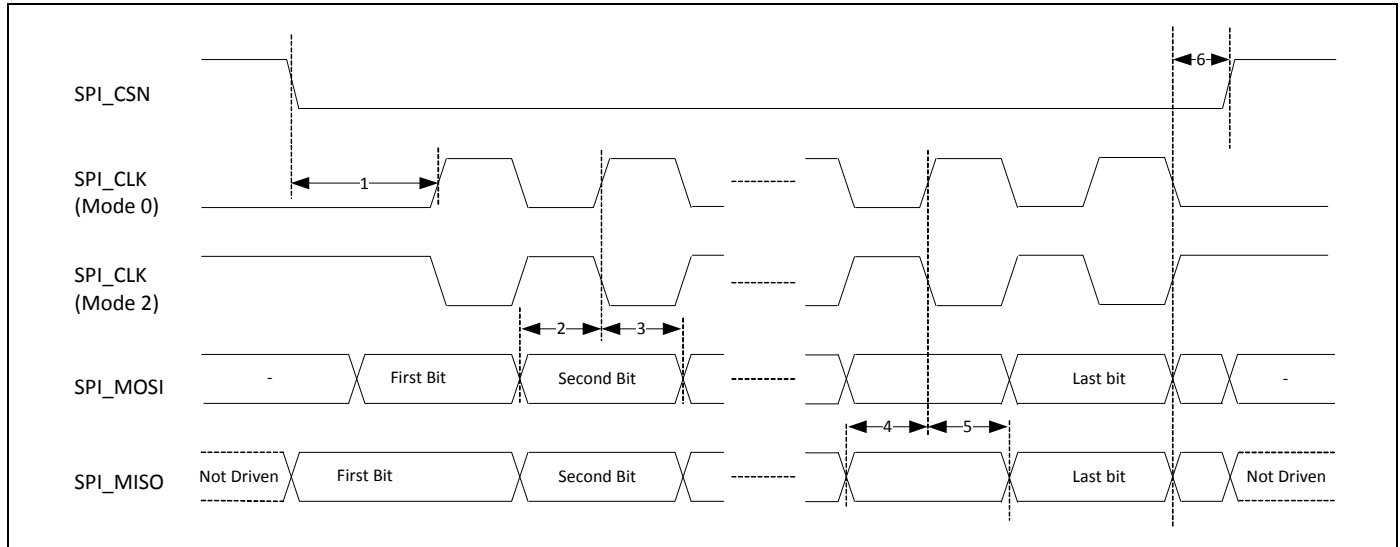 6
SPI_CSN
SPI_CLK
(Mode 0)
1
SPI_CLK
(Mode 2)
2 3
SPI_MOSI - First Bit Second Bit Last bit -
4 5
SPI_MISO Not Driven First Bit Second Bit Last bit Not Driven